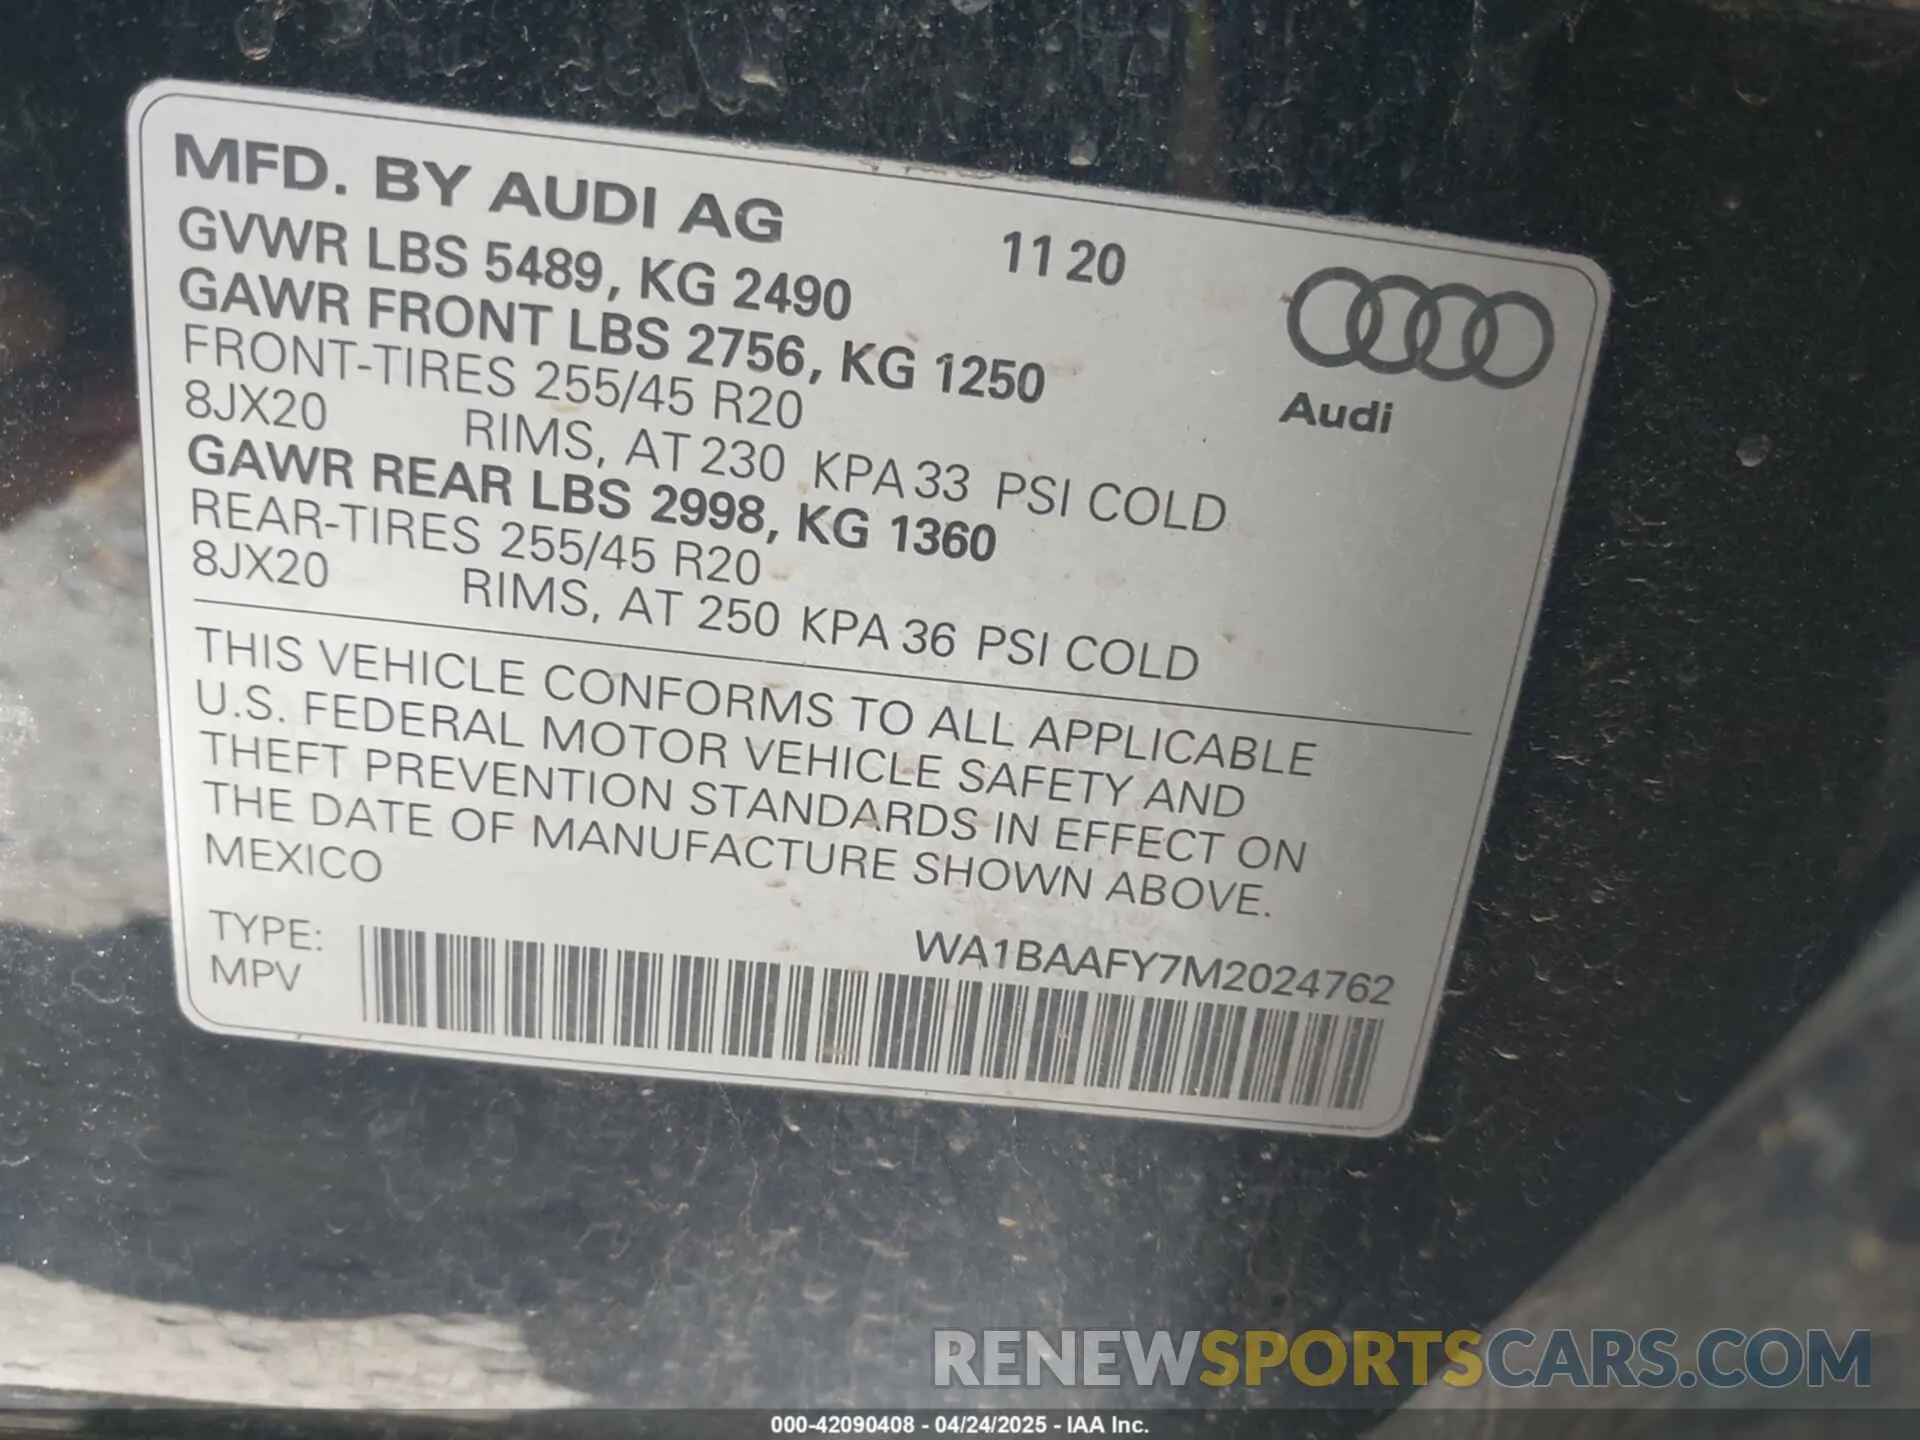 MFD. BY AUDI AG
11 20
GVWR LBS 5489, KG 2490
GAWR FRONT LBS 2756, KG 1250
FRONT-TIRES 255/45 R20
8JX20 RIMS, AT 230 KPA 33 PSI COLD
GAWR REAR LBS 2998, KG 1360
REAR-TIRES 255/45 R20
8JX20 RIMS, AT 250 KPA 36 PSI COLD
Audi
THIS VEHICLE CONFORMS TO ALL APPLICABLE
U.S. FEDERAL MOTOR VEHICLE SAFETY AND
THEFT PREVENTION STANDARDS IN EFFECT ON
THE DATE OF MANUFACTURE SHOWN ABOVE.
MEXICO
TYPE:
MPV
WA1BAAFY7M2024762
RENEWSPORTSCARS.COM
000-42090408 - 04/24/2025 - IAA Inc.